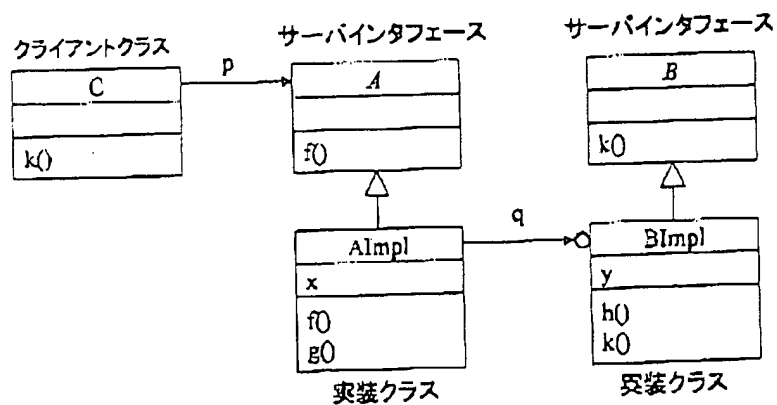 クライアントクラス
サーバインタフェース
サーバインタフェース
C
k()
p
A
f()
B
k()
AImpl
x
f()
g()
q
BImpl
y
h()
k()
実装クラス
実装クラス